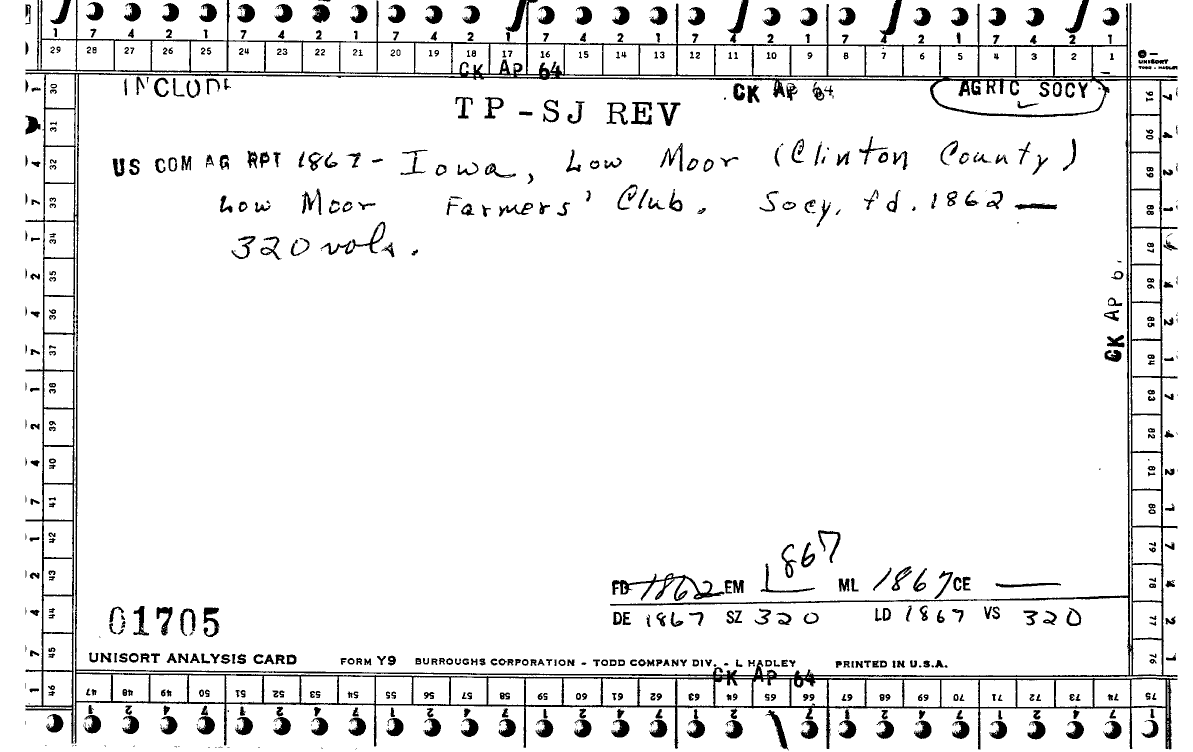 1 7 4 2 1 7 4 2 1 7 4 2 1 7 4 2 1 7 4 2 1 7 4 2 1 7 4 2 1
29 28 27 26 25 24 23 22 21 20 19 18 17 16 15 14 13 12 11 10 9 8 7 6 5 4 3 2 1
UNISORT
CK AP 64
INCLUDE
CK AP 64
AGRIC SOCY
TP-SJ REV
US COM AG RPT 1867 - Iowa, Low Moor (Clinton County)
Low Moor Farmers' Club. Socy. fd. 1862 —
320 vols.
30 31 32 33 34 35 36 37 38 39 40 41 42 43 44 45 46
91 90 89 88 87 86 85 84 83 82 81 80 79 78 77 76
CK AP 6
FD 1862 EM 1867 ML 1867 CE —
DE 1867 SZ 320 LD 1867 VS 320
01705
UNISORT ANALYSIS CARD FORM Y9 BURROUGHS CORPORATION - TODD COMPANY DIV. - L HADLEY PRINTED IN U.S.A.
CK AP 64
47 48 49 50 51 52 53 54 55 56 57 58 59 60 61 62 63 64 65 66 67 68 69 70 71 72 73 74 75